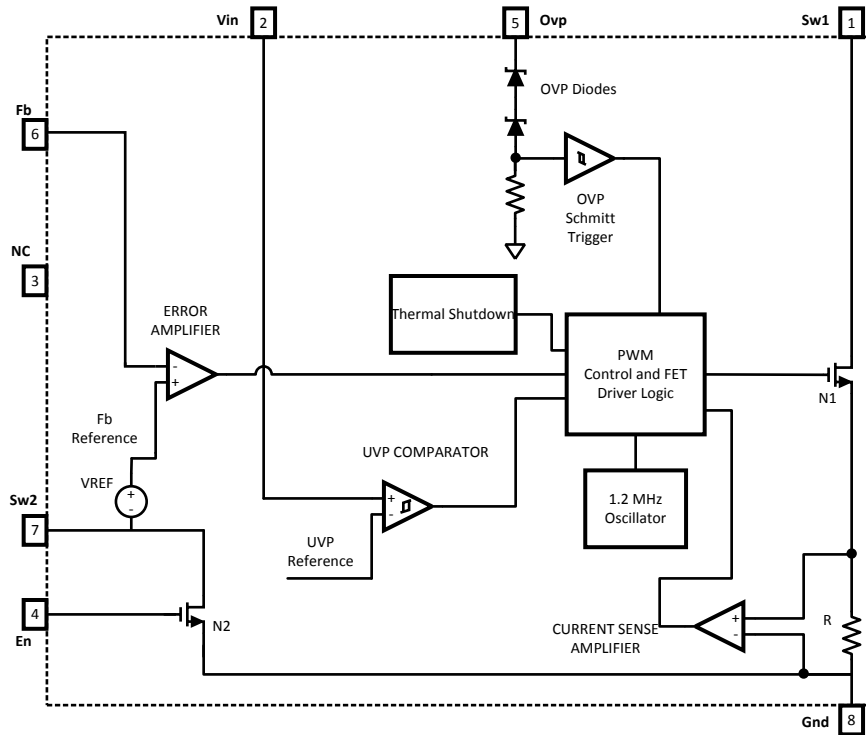 Vin
2
5
Ovp
Sw1
1
OVP Diodes
Fb
6
OVP
Schmitt
Trigger
NC
3
Thermal Shutdown
ERROR
AMPLIFIER
-
+
PWM
Control and FET
Driver Logic
N1
Fb
Reference
UVP COMPARATOR
VREF
+
-
+
-
1.2 MHz
Oscillator
Sw2
7
UVP
Reference
4
En
N2
CURRENT SENSE
AMPLIFIER
+
-
R
Gnd
8